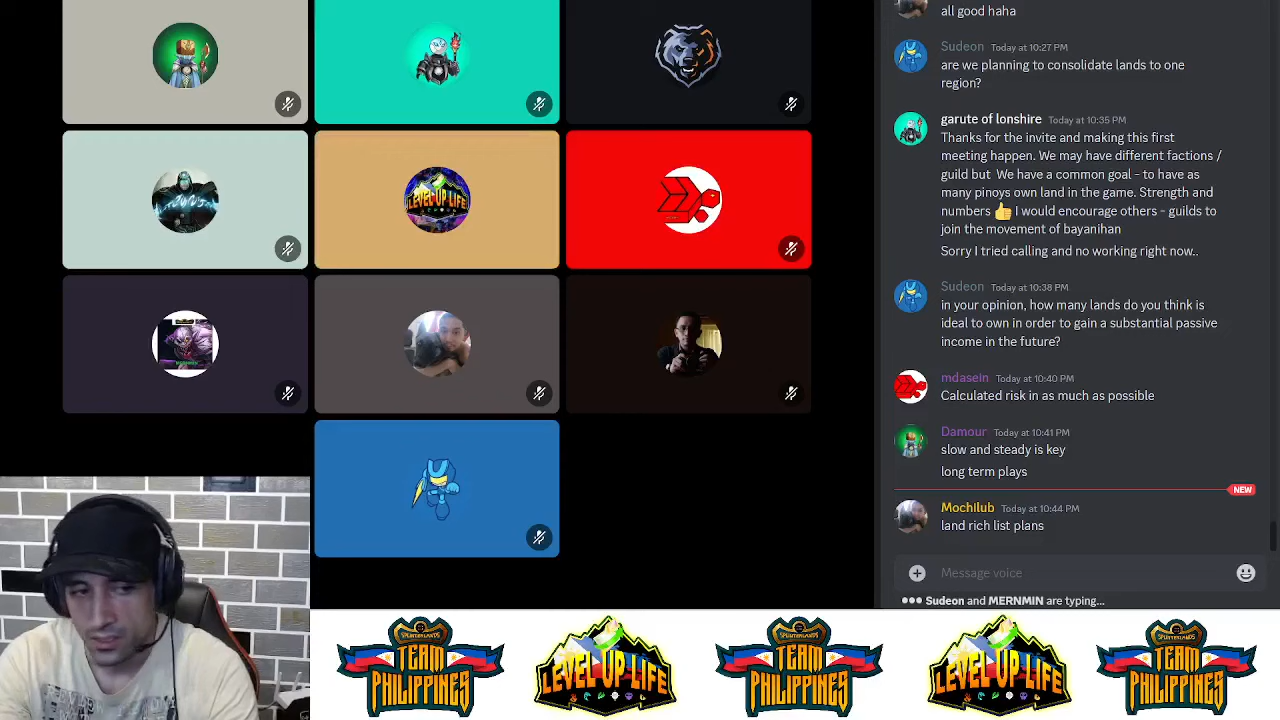 all good haha
Sudeon Today at 10:27 PM
are we planning to consolidate lands to one
region?
garute of lonshire Today at 10:35 PM
Thanks for the invite and making this first
meeting happen. We may have different factions /
guild but We have a common goal - to have as
many pinoys own land in the game. Strength and
numbers 👍 I would encourage others - guilds to
join the movement of bayanihan
Sorry I tried calling and no working right now..
Sudeon Today at 10:38 PM
in your opinion, how many lands do you think is
ideal to own in order to gain a substantial passive
income in the future?
mdasein Today at 10:40 PM
Calculated risk in as much as possible
Damour Today at 10:41 PM
slow and steady is key
long term plays
NEW
Mochilub Today at 10:44 PM
land rich list plans
Message voice
Sudeon and MERNMIN are typing...
LEVEL UP LIFE
SPLINTERLANDS
TEAM
PHILIPPINES
LEVEL UP LIFE
SPLINTERLANDS
TEAM
PHILIPPINES
LEVEL UP LIFE
SPLINTERLANDS
TEAM
PHILIPPINES